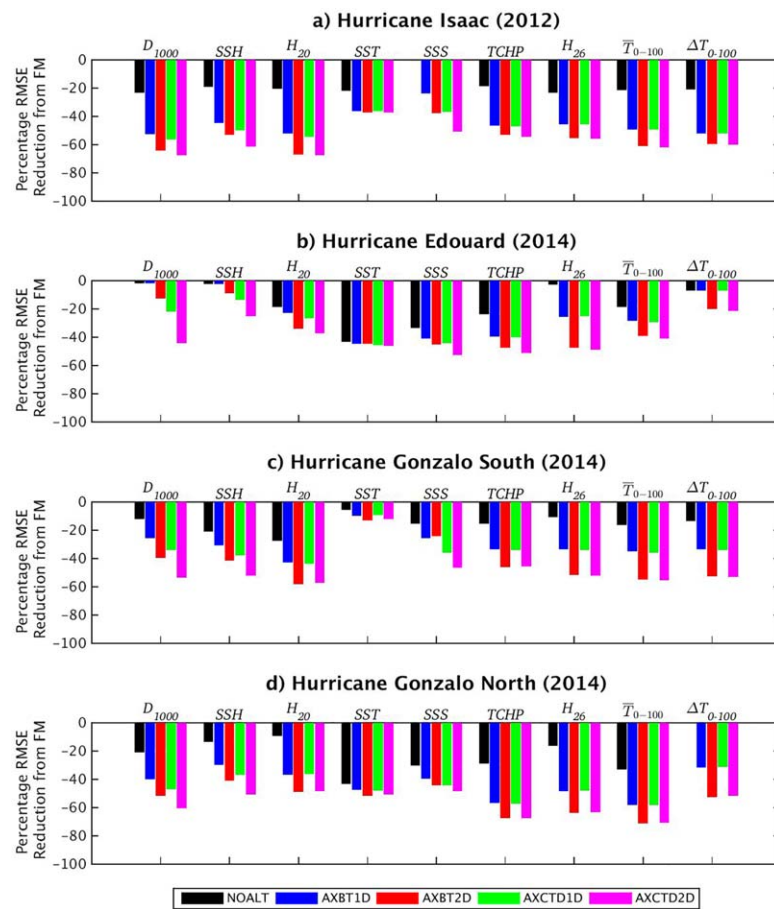 a) Hurricane Isaac (2012)
D1000 SSH H20 SST SSS TCHP H26 T̅0−100 ΔT0-100
0
-20
-40
-60
-80
-100
Percentage RMSE
Reduction from FM
b) Hurricane Edouard (2014)
D1000 SSH H20 SST SSS TCHP H26 T̅0−100 ΔT0-100
0
-20
-40
-60
-80
-100
Percentage RMSE
Reduction from FM
c) Hurricane Gonzalo South (2014)
D1000 SSH H20 SST SSS TCHP H26 T̅0−100 ΔT0-100
0
-20
-40
-60
-80
-100
Percentage RMSE
Reduction from FM
d) Hurricane Gonzalo North (2014)
D1000 SSH H20 SST SSS TCHP H26 T̅0−100 ΔT0-100
0
-20
-40
-60
-80
-100
Percentage RMSE
Reduction from FM
NOALT AXBT1D AXBT2D AXCTD1D AXCTD2D